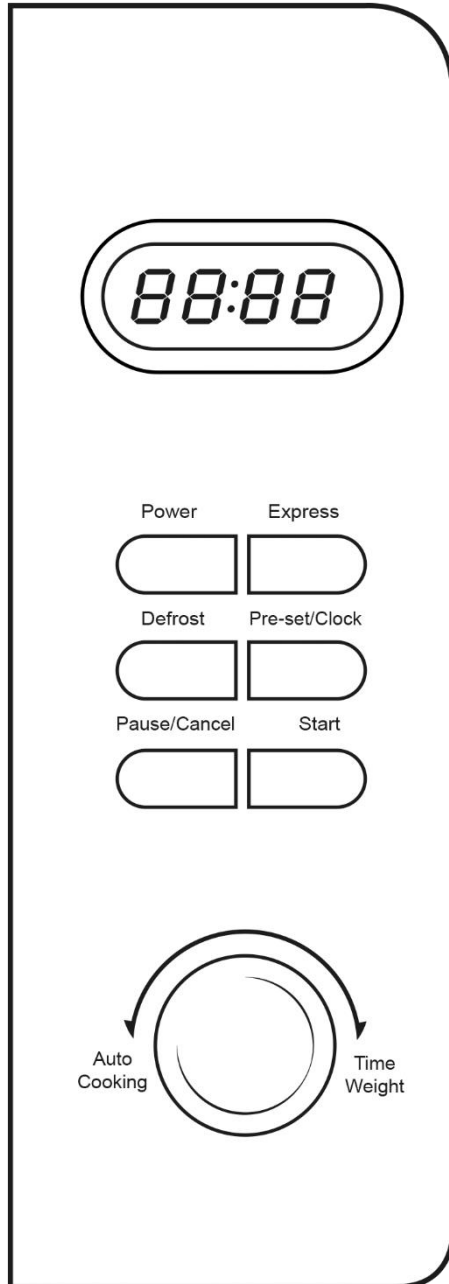 88:88
Power
Express
Defrost
Pre-set/Clock
Pause/Cancel
Start
Auto
Cooking
Time
Weight